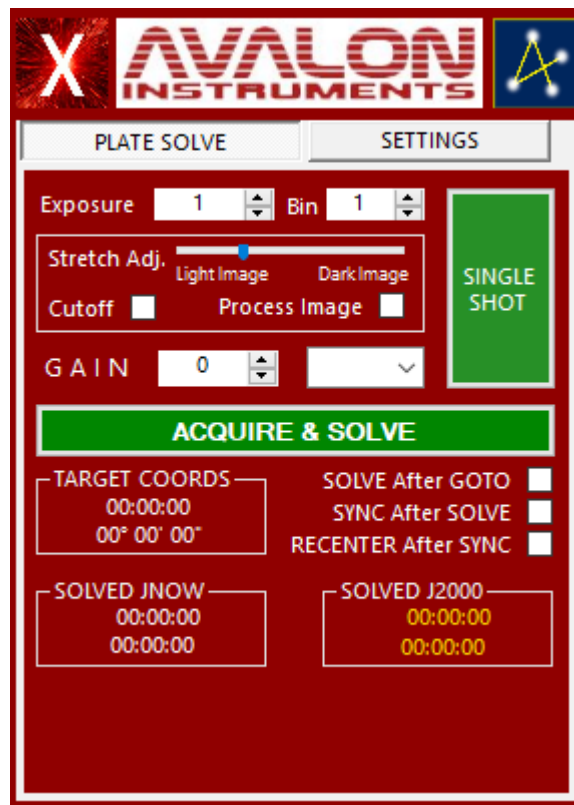 X
AVALON
INSTRUMENTS
PLATE SOLVE SETTINGS
Exposure 1 Bin 1
Stretch Adj.
Light Image Dark Image
Cutoff Process Image
SINGLE
SHOT
GAIN 0
ACQUIRE & SOLVE
TARGET COORDS
00:00:00
00° 00' 00"
SOLVE After GOTO
SYNC After SOLVE
RECENTER After SYNC
SOLVED JNOW
00:00:00
00:00:00
SOLVED J2000
00:00:00
00:00:00